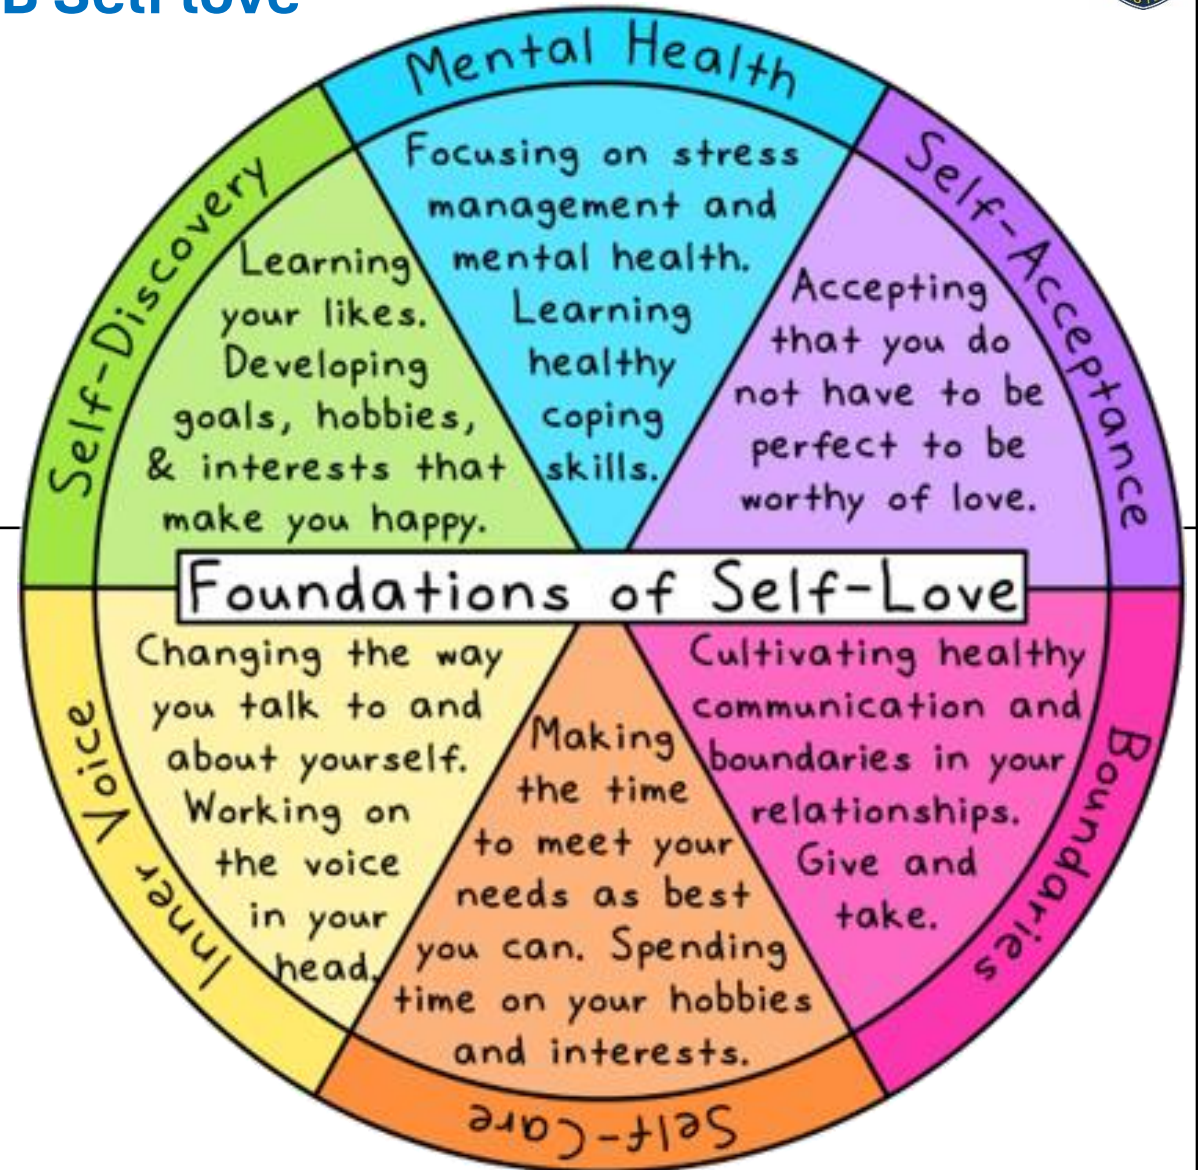 B Self love
Mental Health
Focusing on stress
management and
mental health.
Learning
healthy
coping
skills.
Self-Acceptance
Accepting
that you do
not have to be
perfect to be
worthy of love.
Boundaries
Cultivating healthy
communication and
boundaries in your
relationships.
Give and
take.
Self-Care
Making
the time
to meet your
needs as best
you can. Spending
time on your hobbies
and interests.
Inner Voice
Changing the way
you talk to and
about yourself.
Working on
the voice
in your
head.
Self-Discovery
Learning
your likes.
Developing
goals, hobbies,
& interests that
make you happy.
Foundations of Self-Love